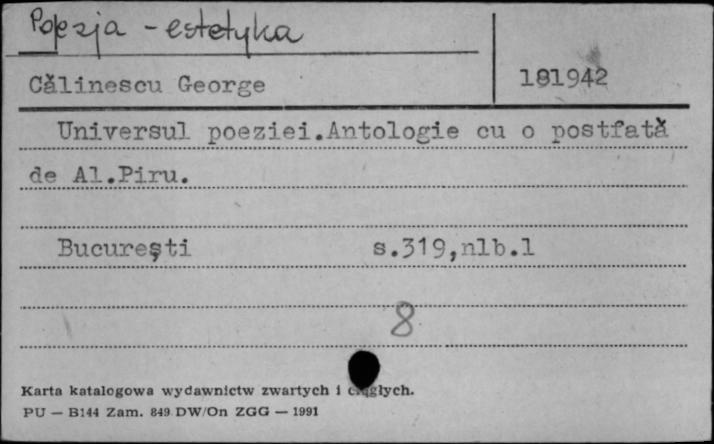 Poezja - estetyka
Călinescu George 181942
Universul poeziei.Antologie cu o postfată
de Al.Piru.
București s.319,nlb.1
8
Karta katalogowa wydawnictw zwartych i ciągłych.
PU — B144 Zam. 849 DW/On ZGG — 1991